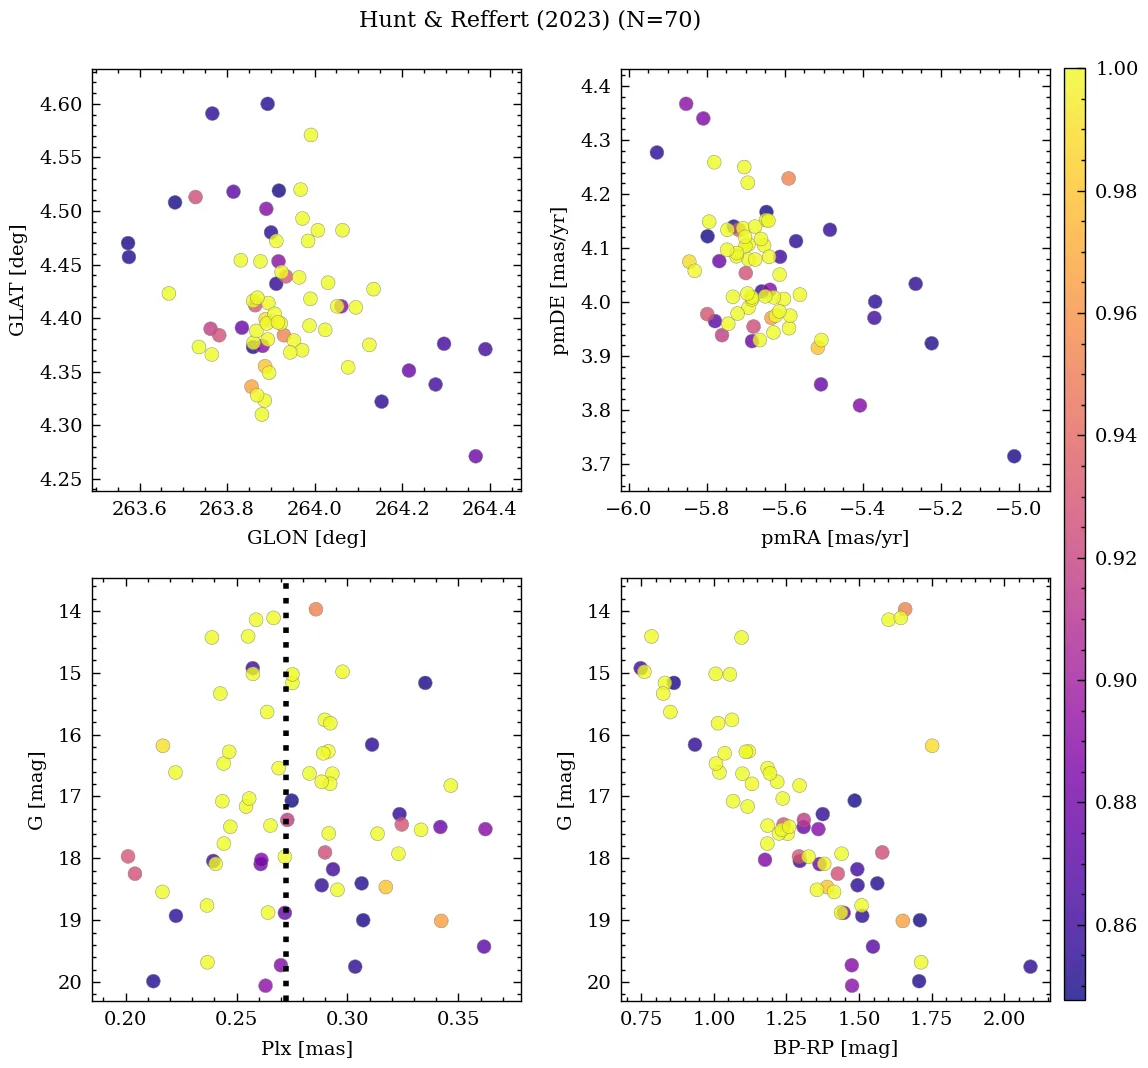 Hunt & Reffert (2023) (N=70)
4.60
4.55
4.50
4.45
4.40
4.35
4.30
4.25
GLAT [deg]
263.6 263.8 264.0 264.2 264.4
GLON [deg]
4.4
4.3
4.2
4.1
4.0
3.9
3.8
3.7
pmDE [mas/yr]
−6.0 −5.8 −5.6 −5.4 −5.2 −5.0
pmRA [mas/yr]
14
15
16
17
18
19
20
G [mag]
0.20 0.25 0.30 0.35
Plx [mas]
14
15
16
17
18
19
20
G [mag]
0.75 1.00 1.25 1.50 1.75 2.00
BP-RP [mag]
1.00
0.98
0.96
0.94
0.92
0.90
0.88
0.86